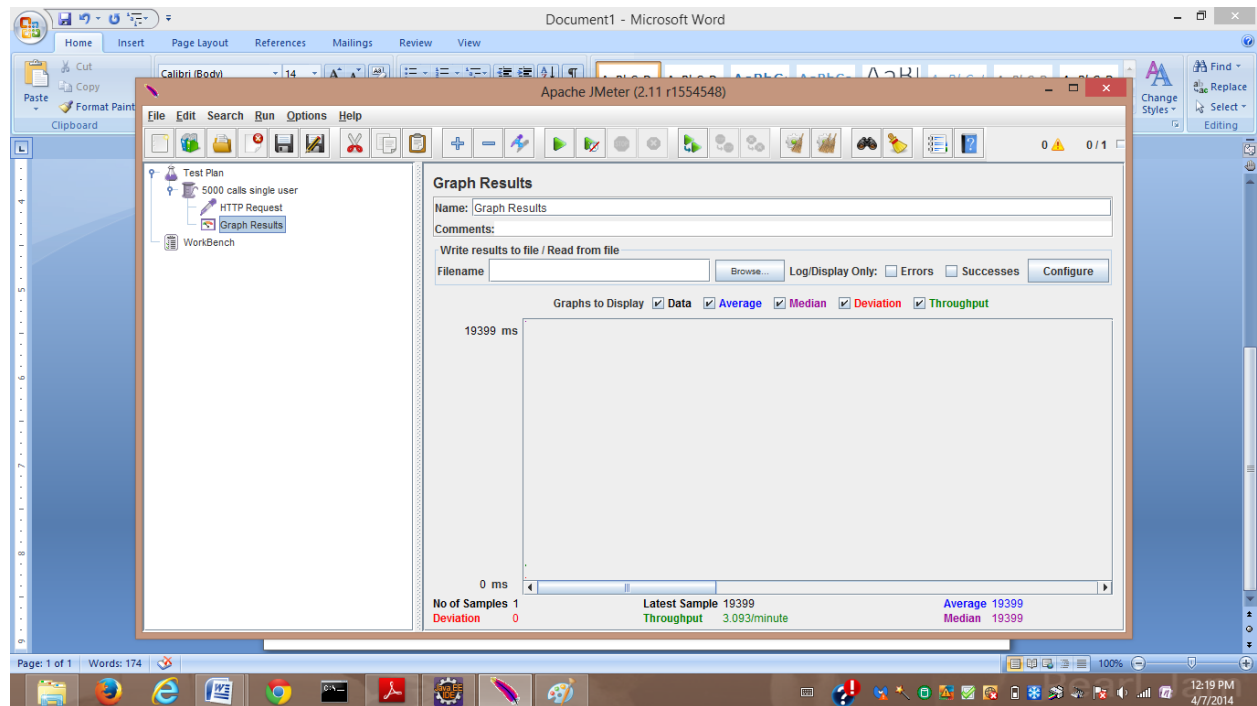 Document1 - Microsoft Word
Home Insert Page Layout References Mailings Review View
Cut
Copy
Paste
Format Paint
Clipboard
Calibri (Body) 14
Change Styles
Find
Replace
Select
Editing
Apache JMeter (2.11 r1554548)
File Edit Search Run Options Help
0 0 / 1
Test Plan
5000 calls single user
HTTP Request
Graph Results
WorkBench
Graph Results
Name: Graph Results
Comments:
Write results to file / Read from file
Filename Browse... Log/Display Only: Errors Successes Configure
Graphs to Display Data Average Median Deviation Throughput
19399 ms
0 ms
No of Samples 1 Latest Sample 19399 Average 19399
Deviation 0 Throughput 3.093/minute Median 19399
Page: 1 of 1 Words: 174 100%
12:19 PM
4/7/2014